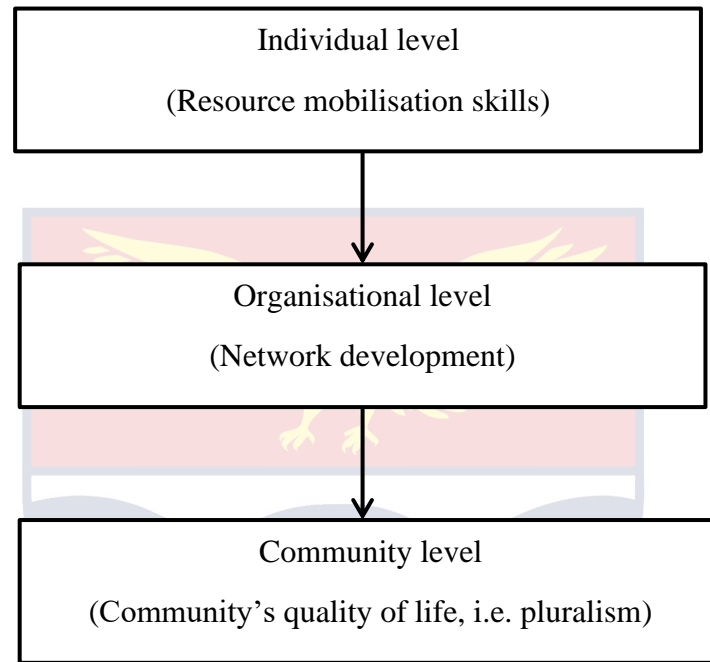 Individual level
(Resource mobilisation skills)
Organisational level
(Network development)
Community level
(Community’s quality of life, i.e. pluralism)